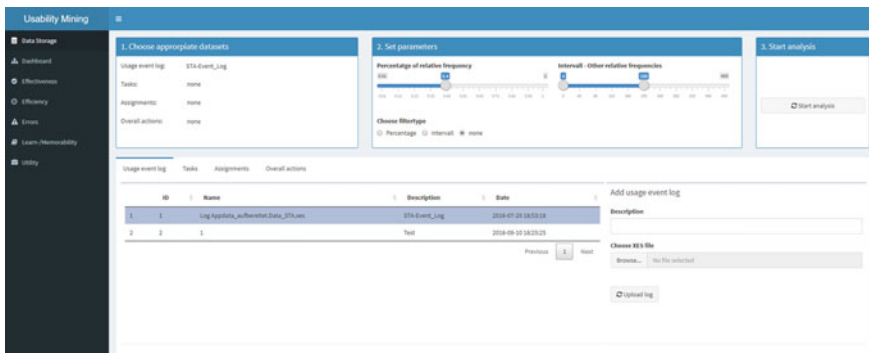 Usability Mining
Data Storage
Dashboard
Effectiveness
Efficiency
Errors
Learn-/Memorability
Utility
1. Choose approrpiate datasets
Usage event log: STA-Event_Log
Tasks: none
Assignments: none
Overall actions: none
2. Set parameters
Percentatge of relative frequency
Intervall - Other relative frequencies
Choose filtertype
Percentage Intervall none
3. Start analysis
Start analysis
Usage event log Tasks Assignments Overall actions
ID Name Description Date
1 1 Log Appdata_aufbereitet.Data_STA.xes STA-Event_Log 2016-07-20 18:53:18
2 2 1 Test 2016-09-10 18:25:25
Previous 1 Next
Add usage event log
Description
Choose XES file
Browse... No file selected
Upload log